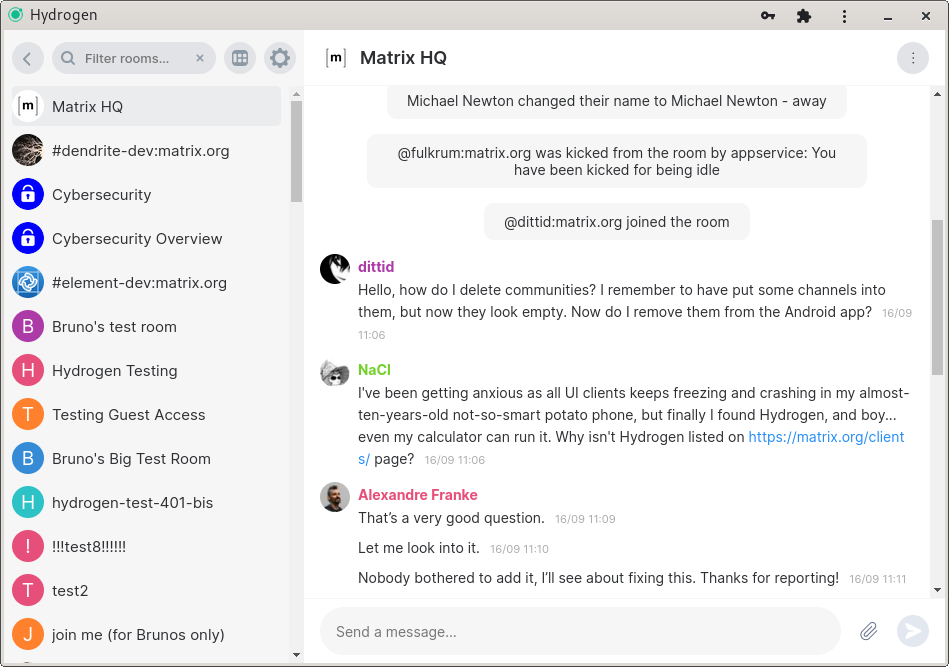 Hydrogen
Filter rooms...
[m] Matrix HQ
#dendrite-dev:matrix.org
Cybersecurity
Cybersecurity Overview
#element-dev:matrix.org
B Bruno's test room
H Hydrogen Testing
T Testing Guest Access
B Bruno's Big Test Room
H hydrogen-test-401-bis
! !!!test8!!!!!!
T test2
J join me (for Brunos only)
[m] Matrix HQ
Michael Newton changed their name to Michael Newton - away
@fulkrum:matrix.org was kicked from the room by appservice: You
have been kicked for being idle
@dittid:matrix.org joined the room
dittid
Hello, how do I delete communities? I remember to have put some channels into
them, but now they look empty. Now do I remove them from the Android app? 16/09
11:06
NaCl
I've been getting anxious as all UI clients keeps freezing and crashing in my almost-
ten-years-old not-so-smart potato phone, but finally I found Hydrogen, and boy...
even my calculator can run it. Why isn't Hydrogen listed on https://matrix.org/client
s/ page? 16/09 11:06
Alexandre Franke
That's a very good question. 16/09 11:09
Let me look into it. 16/09 11:10
Nobody bothered to add it, I'll see about fixing this. Thanks for reporting! 16/09 11:11
Send a message...